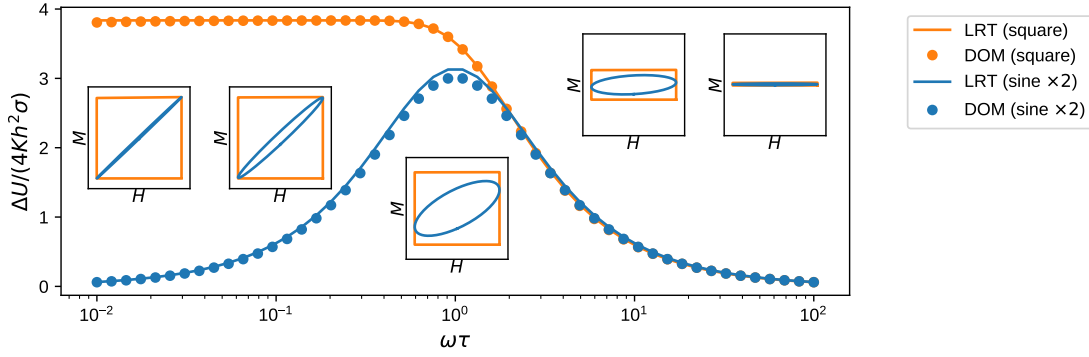 4
3
2
1
0
ΔU/(4Kh²σ)
10⁻²
10⁻¹
10⁰
10¹
10²
ωτ
M
H
M
H
M
H
M
H
M
H
LRT (square)
DOM (square)
LRT (sine ×2)
DOM (sine ×2)